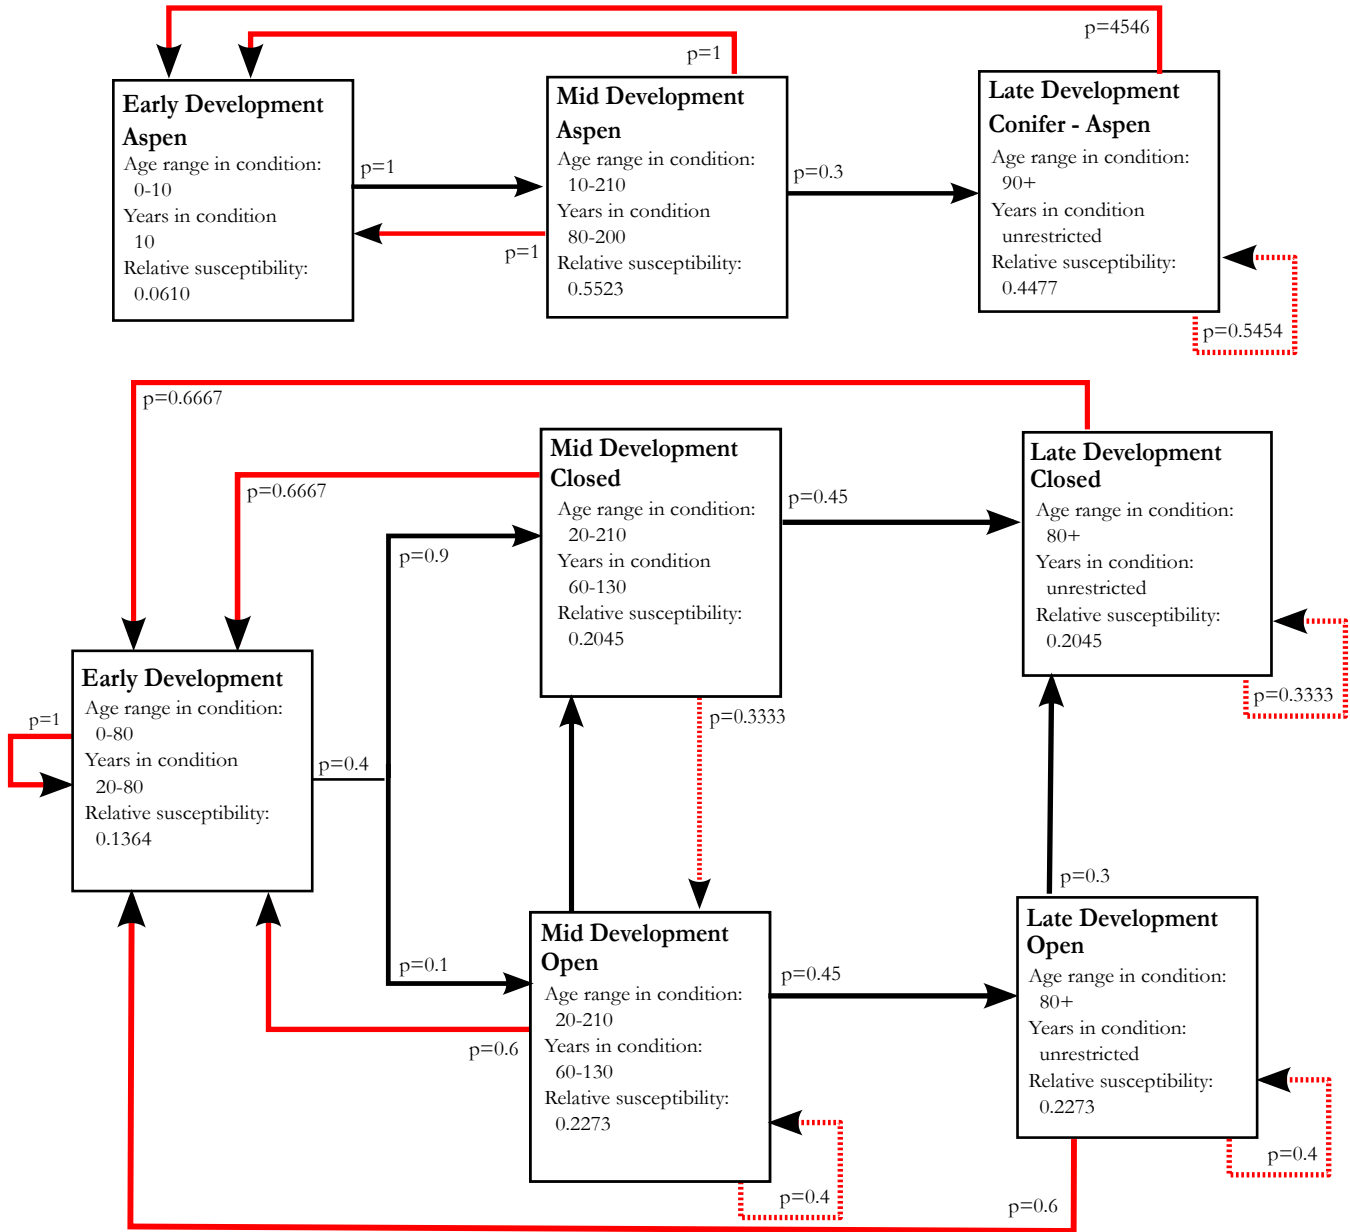 p=4546
p=1
Early Development
Aspen
Age range in condition:
0-10
Years in condition
10
Relative susceptibility:
0.0610
p=1
p=1
Mid Development
Aspen
Age range in condition:
10-210
Years in condition
80-200
Relative susceptibility:
0.5523
p=0.3
Late Development
Conifer - Aspen
Age range in condition:
90+
Years in condition
unrestricted
Relative susceptibility:
0.4477
p=0.5454
p=0.6667
p=0.6667
Mid Development
Closed
Age range in condition:
20-210
Years in condition
60-130
Relative susceptibility:
0.2045
p=0.45
Late Development
Closed
Age range in condition:
80+
Years in condition:
unrestricted
Relative susceptibility:
0.2045
p=0.3333
p=0.9
p=0.3333
Early Development
Age range in condition:
0-80
Years in condition
20-80
Relative susceptibility:
0.1364
p=1
p=0.4
p=0.1
p=0.6
Mid Development
Open
Age range in condition:
20-210
Years in condition:
60-130
Relative susceptibility:
0.2273
p=0.4
p=0.45
p=0.3
Late Development
Open
Age range in condition:
80+
Years in condition:
unrestricted
Relative susceptibility:
0.2273
p=0.4
p=0.6